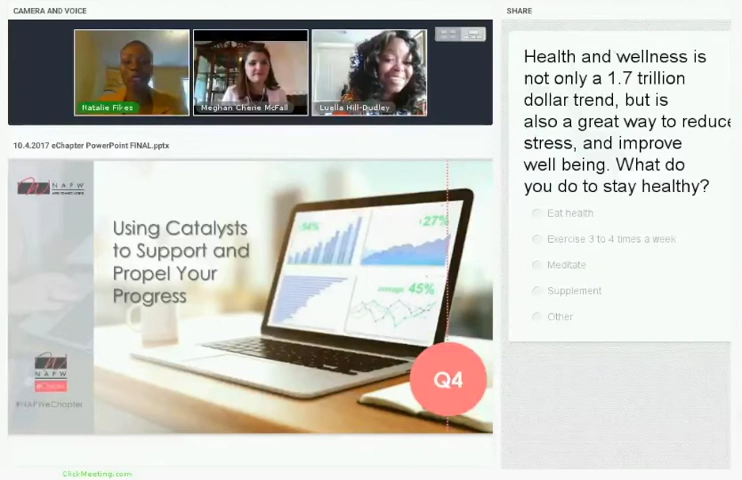 CAMERA AND VOICE
Natalie Fikes
Meghan Cherie McFall
Luella Hill-Dudley
10.4.2017 eChapter PowerPoint FINAL.pptx
NAFW
Using Catalysts
to Support and
Propel Your
Progress
54%
27%
average 45%
Q4
#NAFWeChapter
ClickMeeting.com
SHARE
Health and wellness is
not only a 1.7 trillion
dollar trend, but is
also a great way to reduce
stress, and improve
well being. What do
you do to stay healthy?
Eat health
Exercise 3 to 4 times a week
Meditate
Supplement
Other